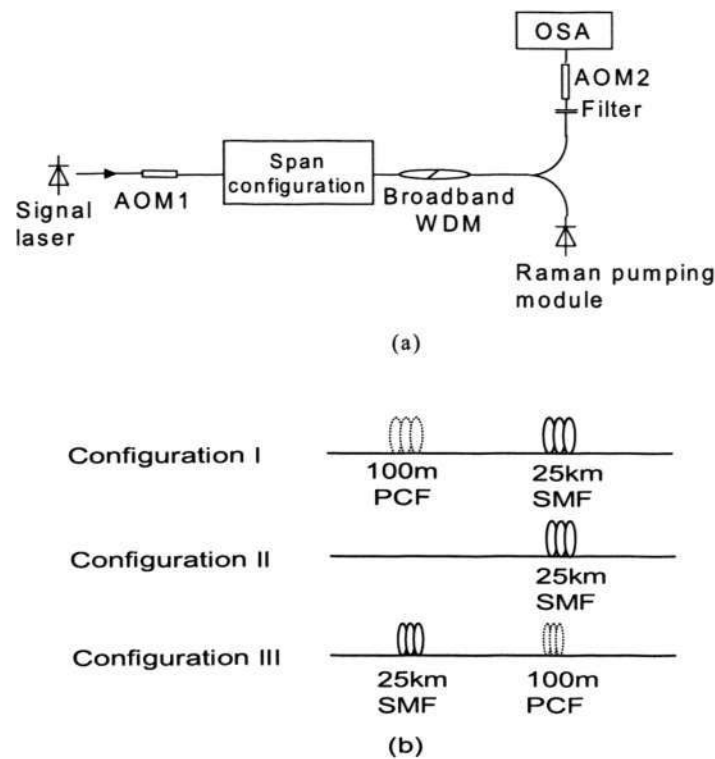 OSA
AOM2
Filter
Span
configuration
AOM1
Broadband
WDM
Signal
laser
Raman pumping
module
(a)
Configuration I
100m
PCF
25km
SMF
Configuration II
25km
SMF
Configuration III
25km
SMF
100m
PCF
(b)